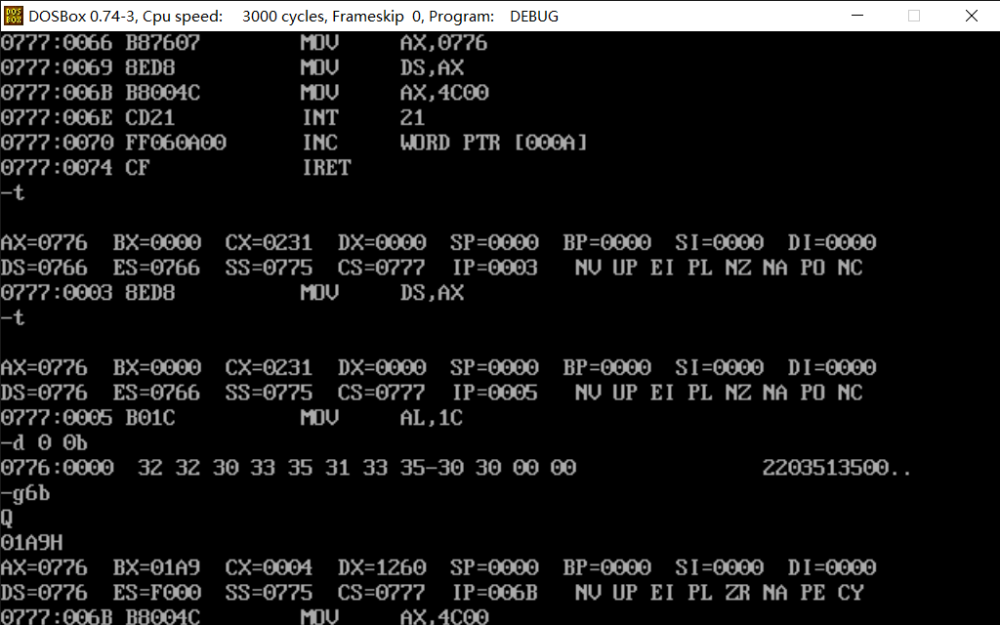 DOSBox 0.74-3, Cpu speed:    3000 cycles, Frameskip  0, Program:    DEBUG
0777:0066 B87607        MOV     AX,0776
0777:0069 8ED8          MOV     DS,AX
0777:006B B8004C        MOV     AX,4C00
0777:006E CD21          INT     21
0777:0070 FF060A00      INC     WORD PTR [000A]
0777:0074 CF            IRET
-t
AX=0776  BX=0000  CX=0231  DX=0000  SP=0000  BP=0000  SI=0000  DI=0000
DS=0766  ES=0766  SS=0775  CS=0777  IP=0003   NV UP EI PL NZ NA PO NC
0777:0003 8ED8          MOV     DS,AX
-t
AX=0776  BX=0000  CX=0231  DX=0000  SP=0000  BP=0000  SI=0000  DI=0000
DS=0776  ES=0766  SS=0775  CS=0777  IP=0005   NV UP EI PL NZ NA PO NC
0777:0005 B01C          MOV     AL,1C
-d 0 0b
0776:0000  32 32 30 33 35 31 33 35-30 30 00 00               2203513500..
-g6b
Q
01A9H
AX=0776  BX=01A9  CX=0004  DX=1260  SP=0000  BP=0000  SI=0000  DI=0000
DS=0776  ES=F000  SS=0775  CS=0777  IP=006B   NV UP EI PL ZR NA PE CY
0777:006B B8004C        MOV     AX,4C00